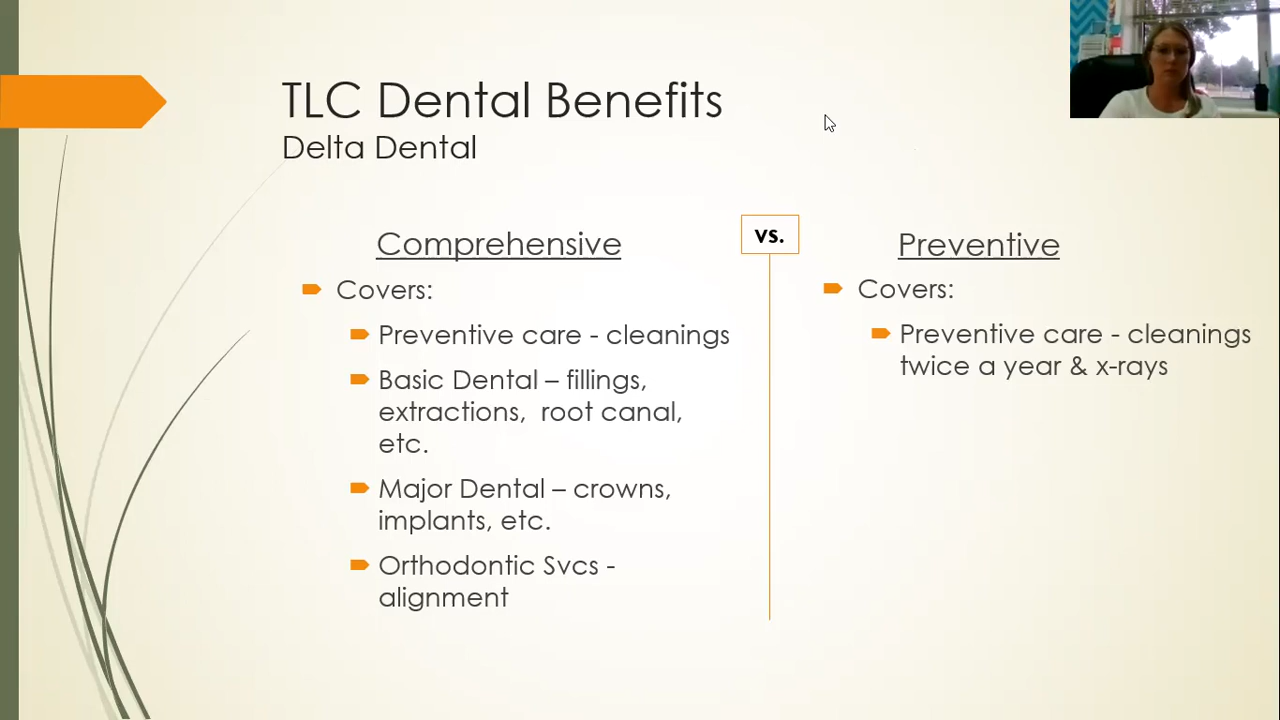 TLC Dental Benefits
Delta Dental
Comprehensive
Covers:
Preventive care - cleanings
Basic Dental – fillings,
extractions, root canal,
etc.
Major Dental – crowns,
implants, etc.
Orthodontic Svcs -
alignment
vs.
Preventive
Covers:
Preventive care - cleanings
twice a year & x-rays